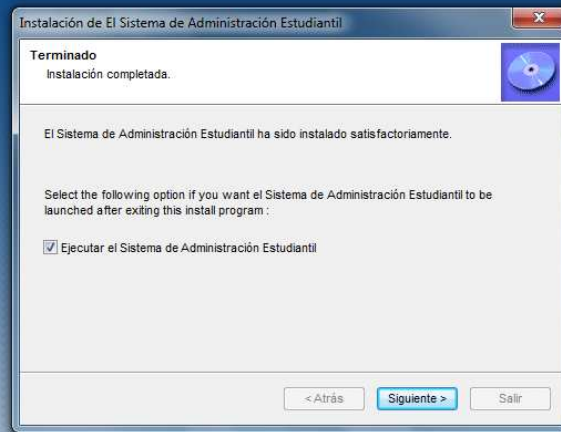 Instalación de El Sistema de Administración Estudiantil
Terminado
Instalación completada.
El Sistema de Administración Estudiantil ha sido instalado satisfactoriamente.
Select the following option if you want el Sistema de Administración Estudiantil to be
launched after exiting this install program :
Ejecutar el Sistema de Administración Estudiantil
< Atrás
Siguiente >
Salir